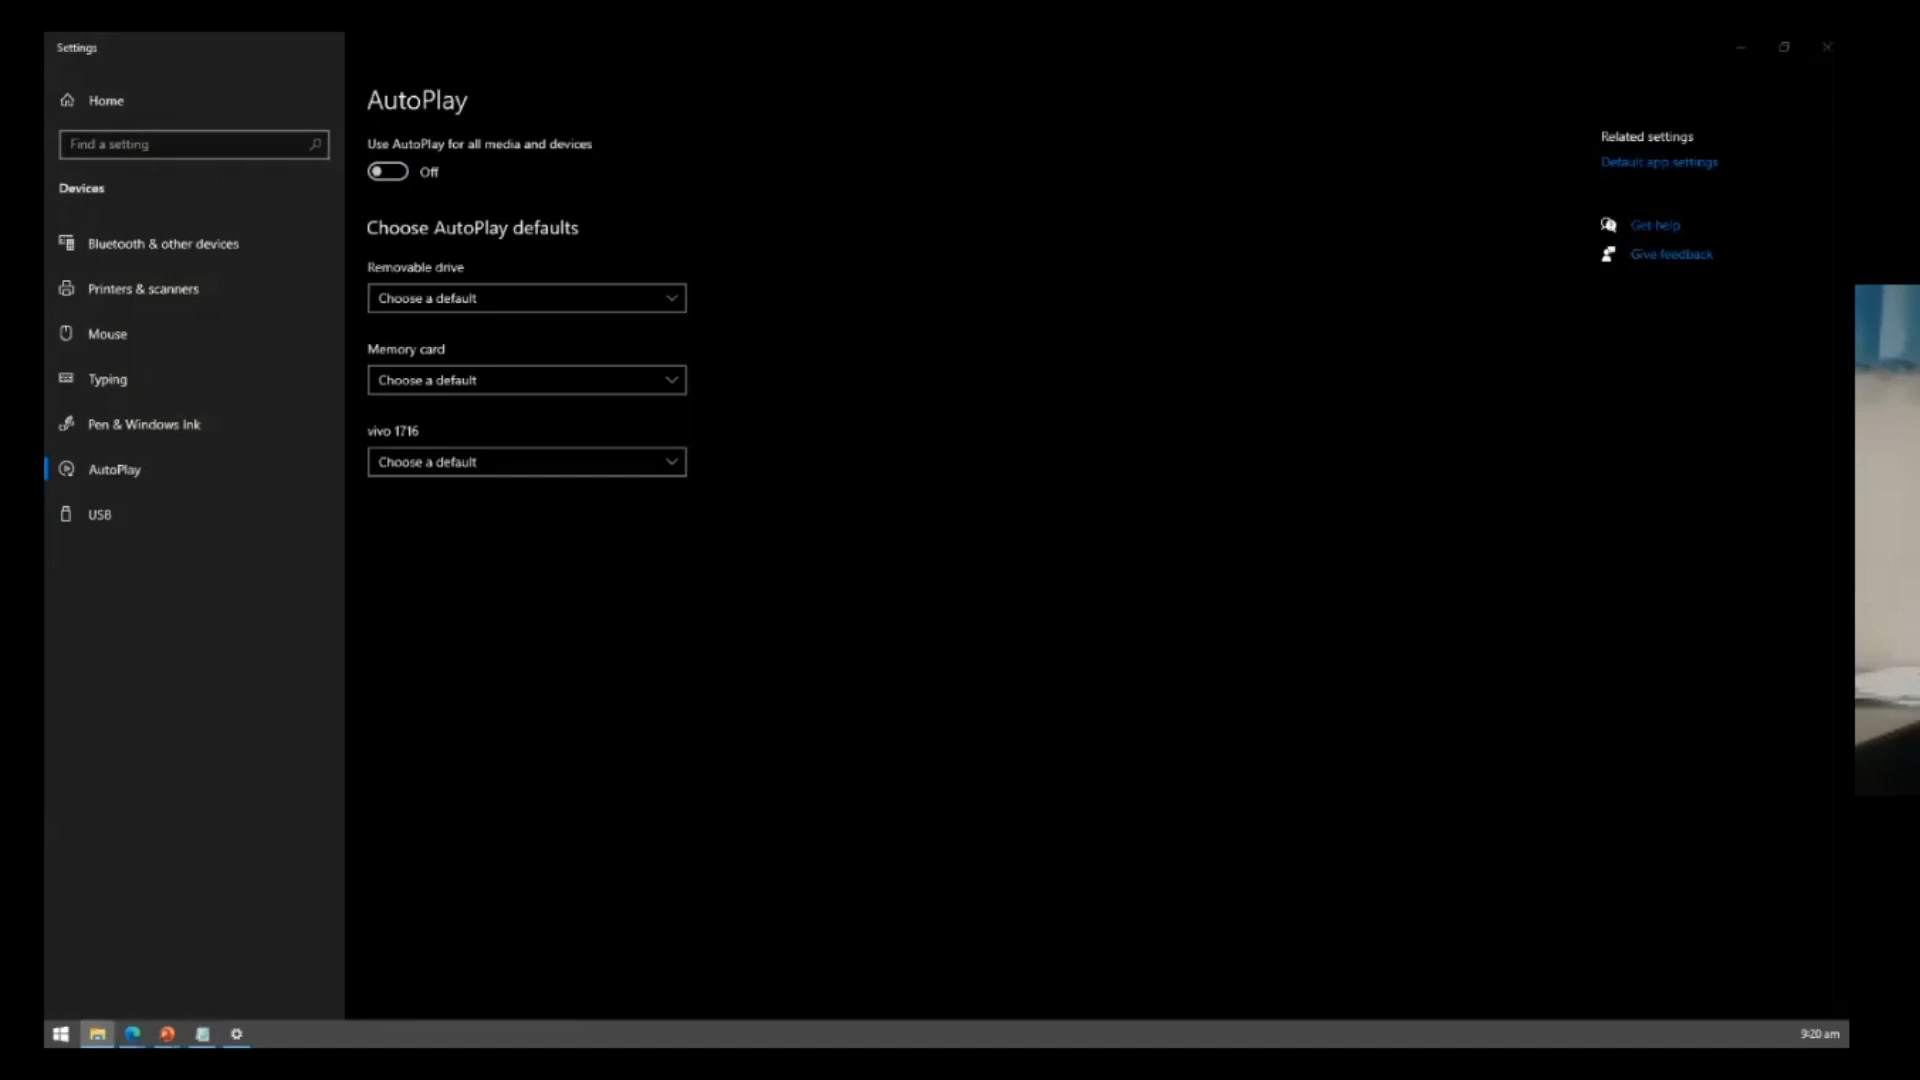 Settings
Home
Find a setting
Devices
Bluetooth & other devices
Printers & scanners
Mouse
Typing
Pen & Windows Ink
AutoPlay
USB
AutoPlay
Use AutoPlay for all media and devices
Off
Choose AutoPlay defaults
Removable drive
Choose a default
Memory card
Choose a default
vivo 1716
Choose a default
Related settings
Default app settings
Get help
Give feedback
9:20 am